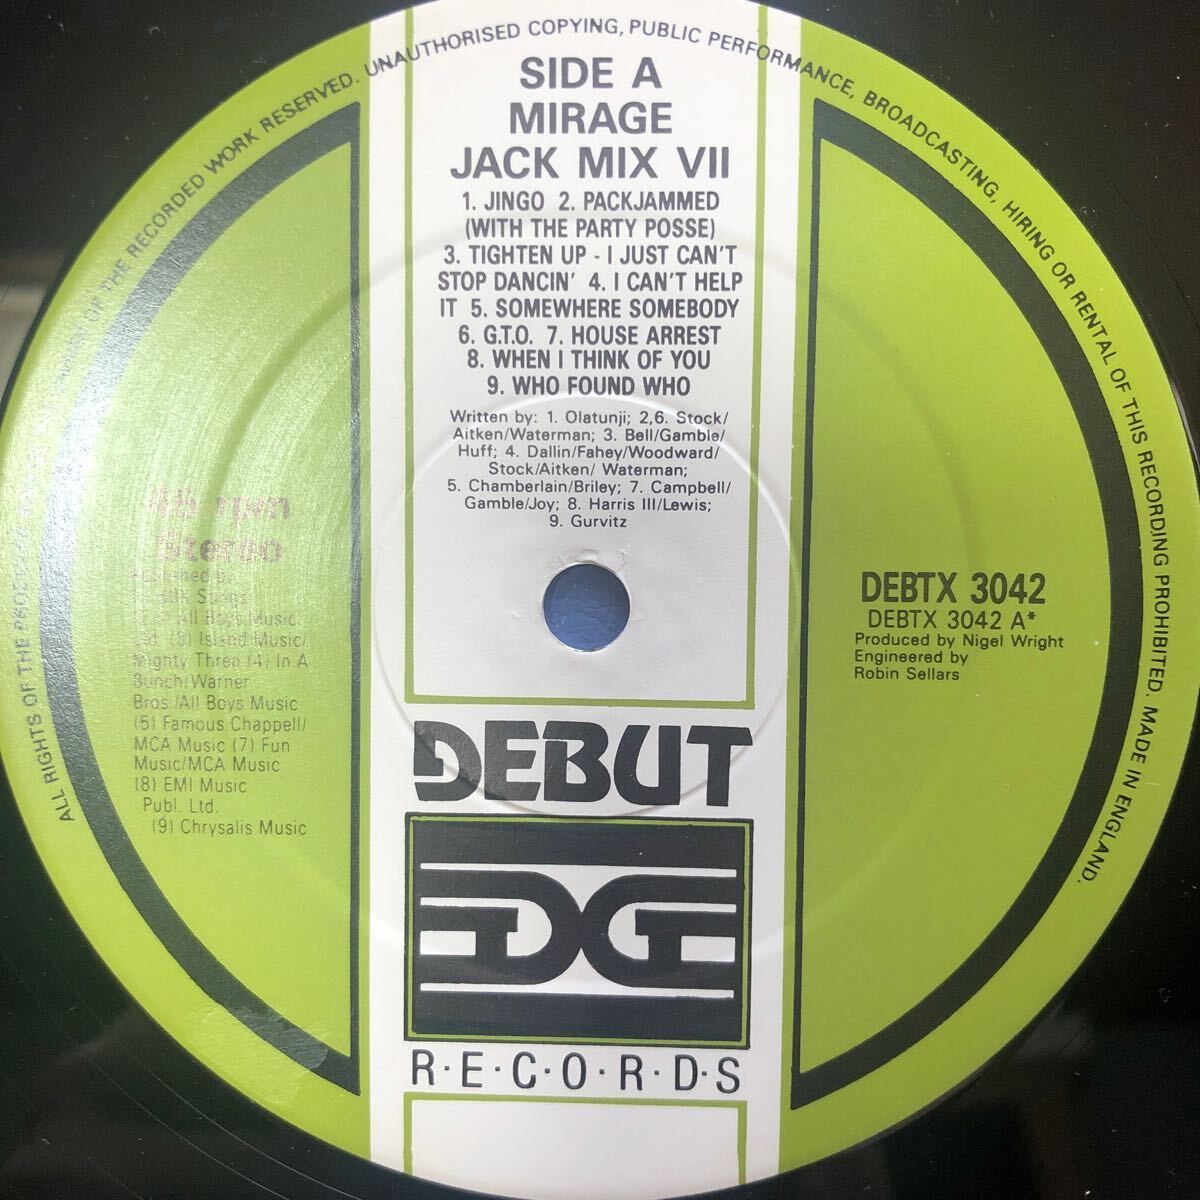 ALL RIGHTS OF THE OF THE RECORDED WORK RESERVED. UNAUTHORISED COPYING, PUBLIC PERFORMANCE, BROADCASTING, HIRING OR RENTAL OF THIS RECORDING PROHIBITED. MADE IN ENGLAND.
SIDE A
MIRAGE
JACK MIX VII
1. JINGO 2. PACKJAMMED
(WITH THE PARTY POSSE)
3. TIGHTEN UP - I JUST CAN'T
STOP DANCIN' 4. I CAN'T HELP
IT 5. SOMEWHERE SOMEBODY
6. G.T.O. 7. HOUSE ARREST
8. WHEN I THINK OF YOU
9. WHO FOUND WHO
Written by: 1. Olatunji; 2,6. Stock/
Aitken/Waterman; 3. Bell/Gamble/
Huff; 4. Dallin/Fahey/Woodward/
Stock/Aitken/ Waterman;
5. Chamberlain/Briley; 7. Campbell/
Gamble/Joy; 8. Harris III/Lewis;
9. Gurvitz
45 rpm
Stereo
Published by
Songs
All Boys Music
Ltd. (3) Island Music/
Mighty Three (4) In A
Bunch/Warner
Bros /All Boys Music
(5) Famous Chappell/
MCA Music (7) Fun
Music/MCA Music
(8) EMI Music
Publ. Ltd.
(9) Chrysalis Music
DEBTX 3042
DEBTX 3042 A*
Produced by Nigel Wright
Engineered by
Robin Sellars
DEBUT
EDGE
R·E·C·O·R·D·S